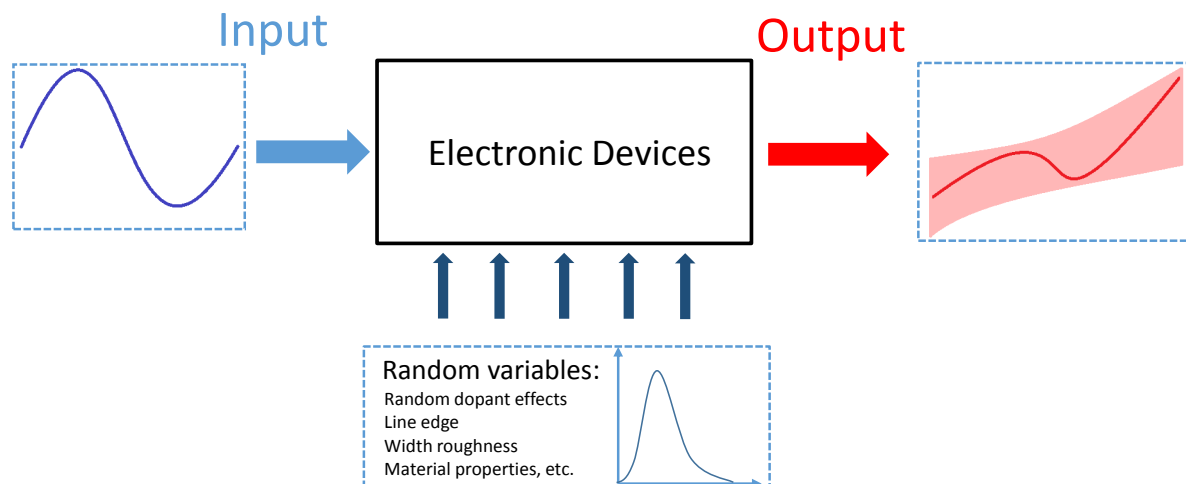 Input
Output
Electronic Devices
Random variables:
Random dopant effects
Line edge
Width roughness
Material properties, etc.